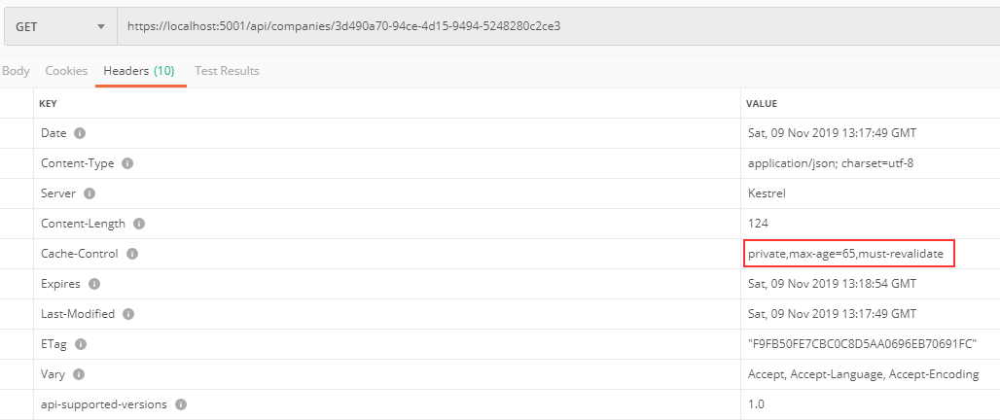 GET https://localhost:5001/api/companies/3d490a70-94ce-4d15-9494-5248280c2ce3
Body Cookies Headers (10) Test Results
KEY VALUE
Date Sat, 09 Nov 2019 13:17:49 GMT
Content-Type application/json; charset=utf-8
Server Kestrel
Content-Length 124
Cache-Control private,max-age=65,must-revalidate
Expires Sat, 09 Nov 2019 13:18:54 GMT
Last-Modified Sat, 09 Nov 2019 13:17:49 GMT
ETag "F9FB50FE7CBC0C8D5AA0696EB70691FC"
Vary Accept, Accept-Language, Accept-Encoding
api-supported-versions 1.0